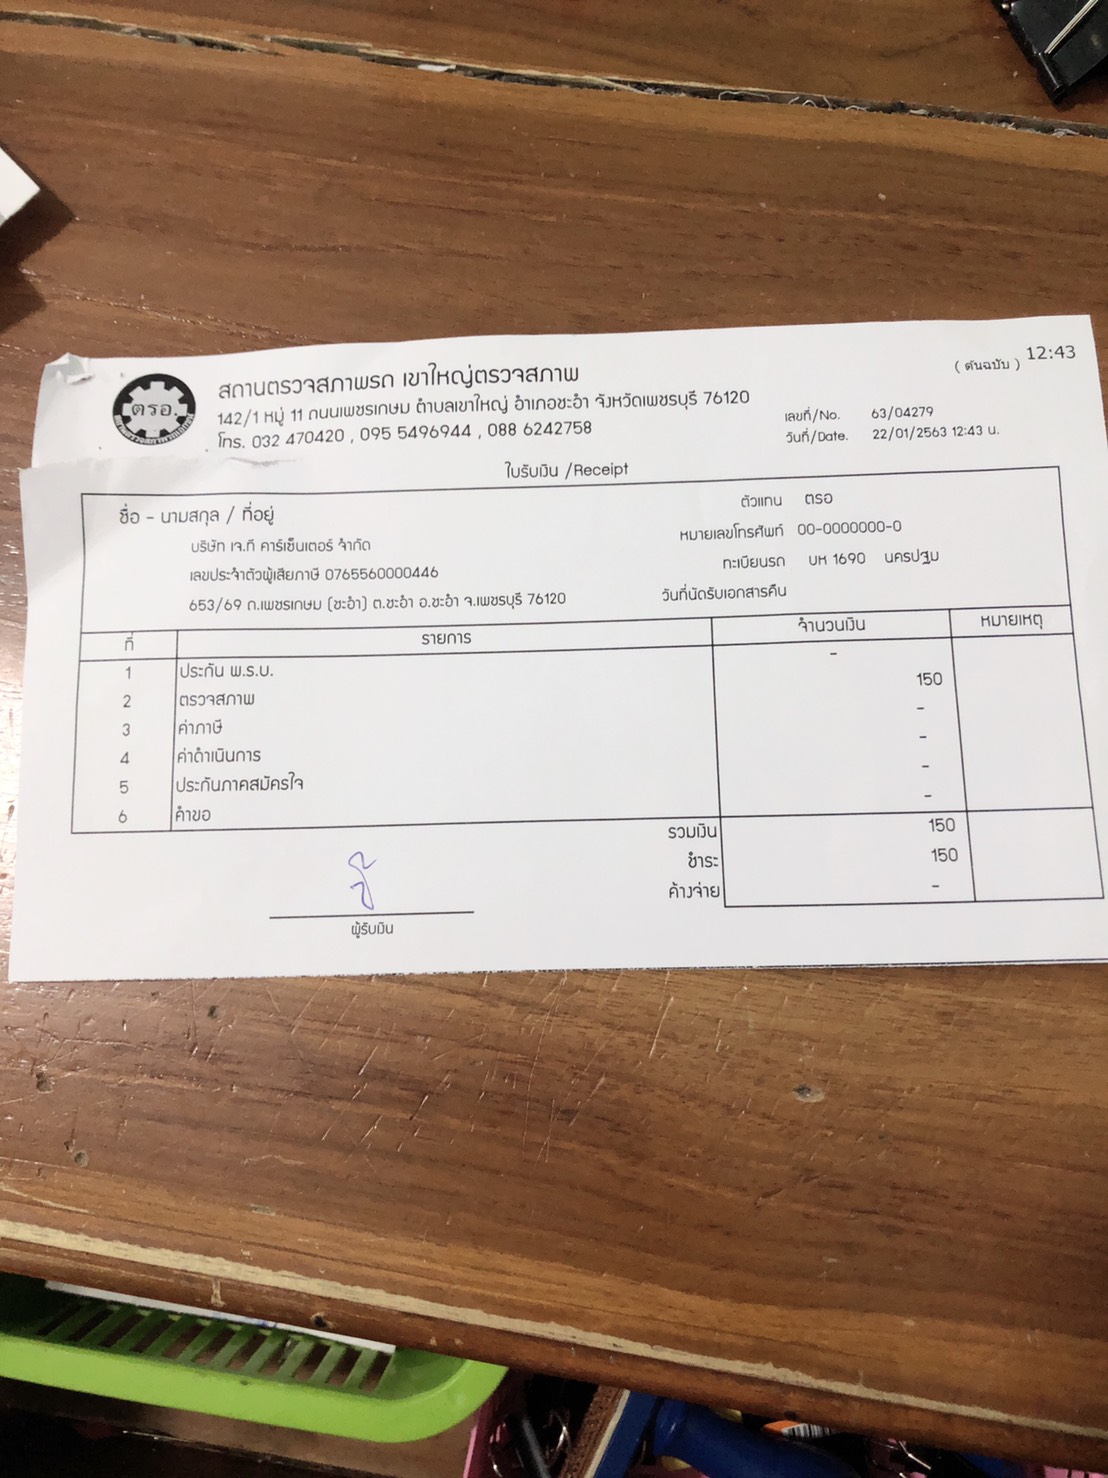 ( ต้นฉบับ ) 12:43
ตรอ.
สถานตรวจสภาพรถ เขาใหญ่ตรวจสภาพ
142/1 หมู่ 11 ถนนเพชรเกษม ตำบลเขาใหญ่ อำเภอชะอำ จังหวัดเพชรบุรี 76120
โทร. 032 470420 , 095 5496944 , 088 6242758
เลขที่/No. 63/04279
วันที่/Date. 22/01/2563 12:43 น.
ใบรับเงิน /Receipt
ชื่อ - นามสกุล / ที่อยู่
บริษัท เจ.ที คาร์เซ็นเตอร์ จำกัด
เลขประจำตัวผู้เสียภาษี 0765560000446
653/69 ถ.เพชรเกษม (ชะอำ) ต.ชะอำ อ.ชะอำ จ.เพชรบุรี 76120
ตัวแทน ตรอ
หมายเลขโทรศัพท์ 00-0000000-0
ทะเบียนรถ บห 1690 นครปฐม
วันที่นัดรับเอกสารคืน
ที่ รายการ จำนวนเงิน หมายเหตุ
1 ประกัน พ.ร.บ. -
2 ตรวจสภาพ 150
3 ค่าภาษี -
4 ค่าดำเนินการ -
5 ประกันภาคสมัครใจ -
6 คำขอ -
รวมเงิน 150
ชำระ 150
ค้างจ่าย -
ผู้รับเงิน